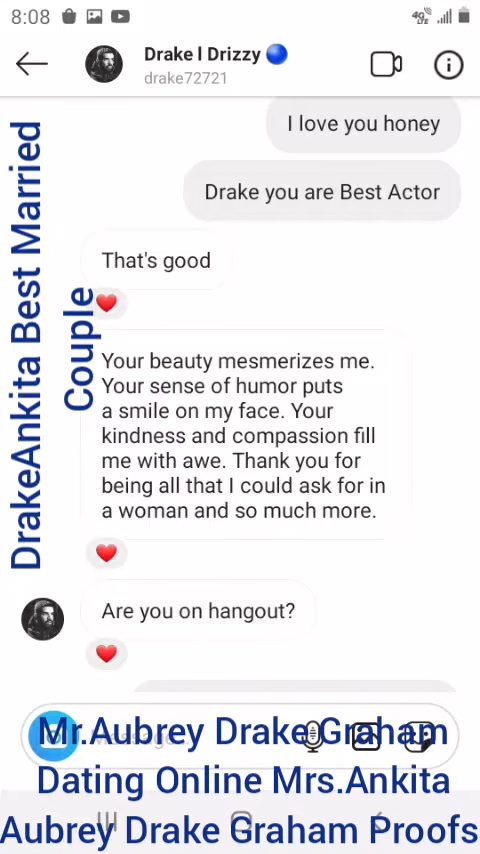 8:08
4G LTE
Drake l Drizzy
drake72721
I love you honey
Drake you are Best Actor
That's good
Your beauty mesmerizes me.
Your sense of humor puts
a smile on my face. Your
kindness and compassion fill
me with awe. Thank you for
being all that I could ask for in
a woman and so much more.
Are you on hangout?
DrakeAnkita Best Married
Couple
Message...
Mr.Aubrey Drake Graham
Dating Online Mrs.Ankita
Aubrey Drake Graham Proofs